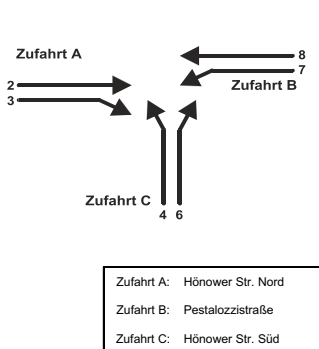 Zufahrt A
8
7
2
Zufahrt B
3
Zufahrt C
4 6
Zufahrt A: Hönower Str. Nord
Zufahrt B: Pestalozzistraße
Zufahrt C: Hönower Str. Süd